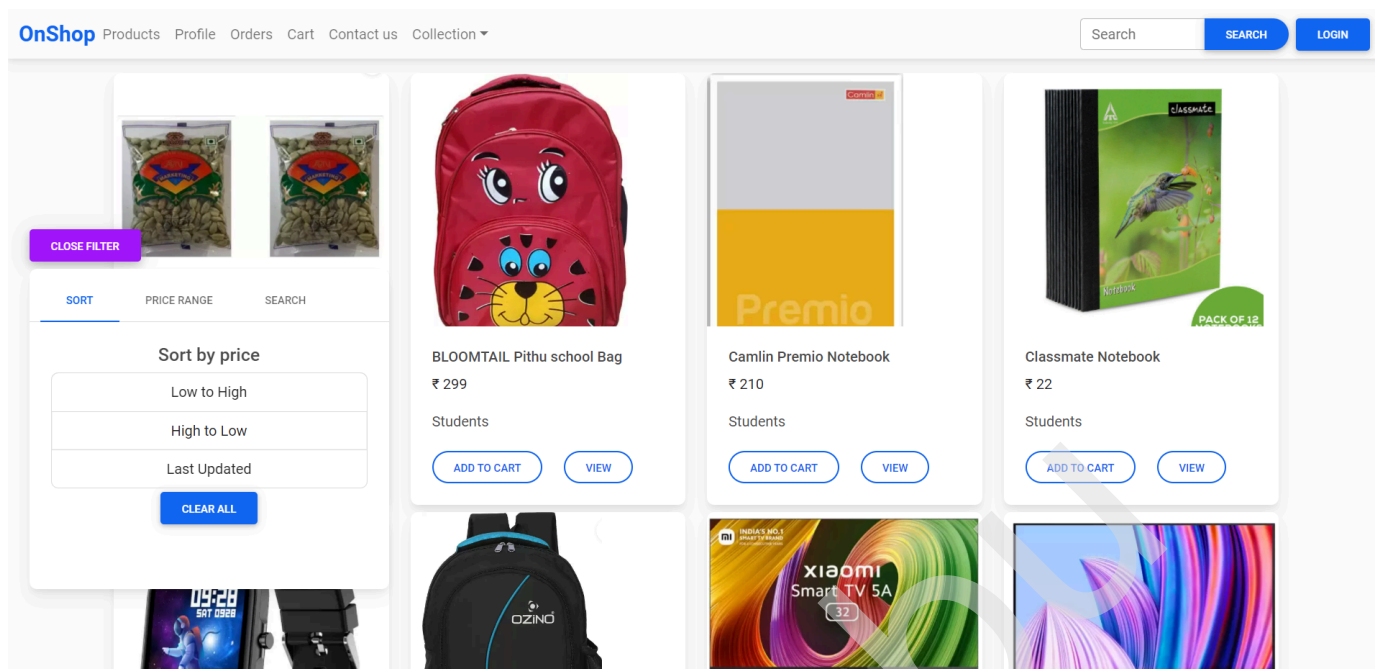 OnShop Products Profile Orders Cart Contact us Collection Search SEARCH LOGIN
CLOSE FILTER
SORT PRICE RANGE SEARCH
Sort by price
Low to High
High to Low
Last Updated
CLEAR ALL
BLOOMTAIL Pithu school Bag
₹ 299
Students
ADD TO CART VIEW
Camlin
Premio
Camlin Premio Notebook
₹ 210
Students
ADD TO CART VIEW
classmate
Notebook
PACK OF 12
NOTEBOOKS
Classmate Notebook
₹ 22
Students
ADD TO CART VIEW
09:28
SAT 0928
OZINO
mi INDIA'S NO.1
SMART TV BRAND
xiaomi
Smart TV 5A
32